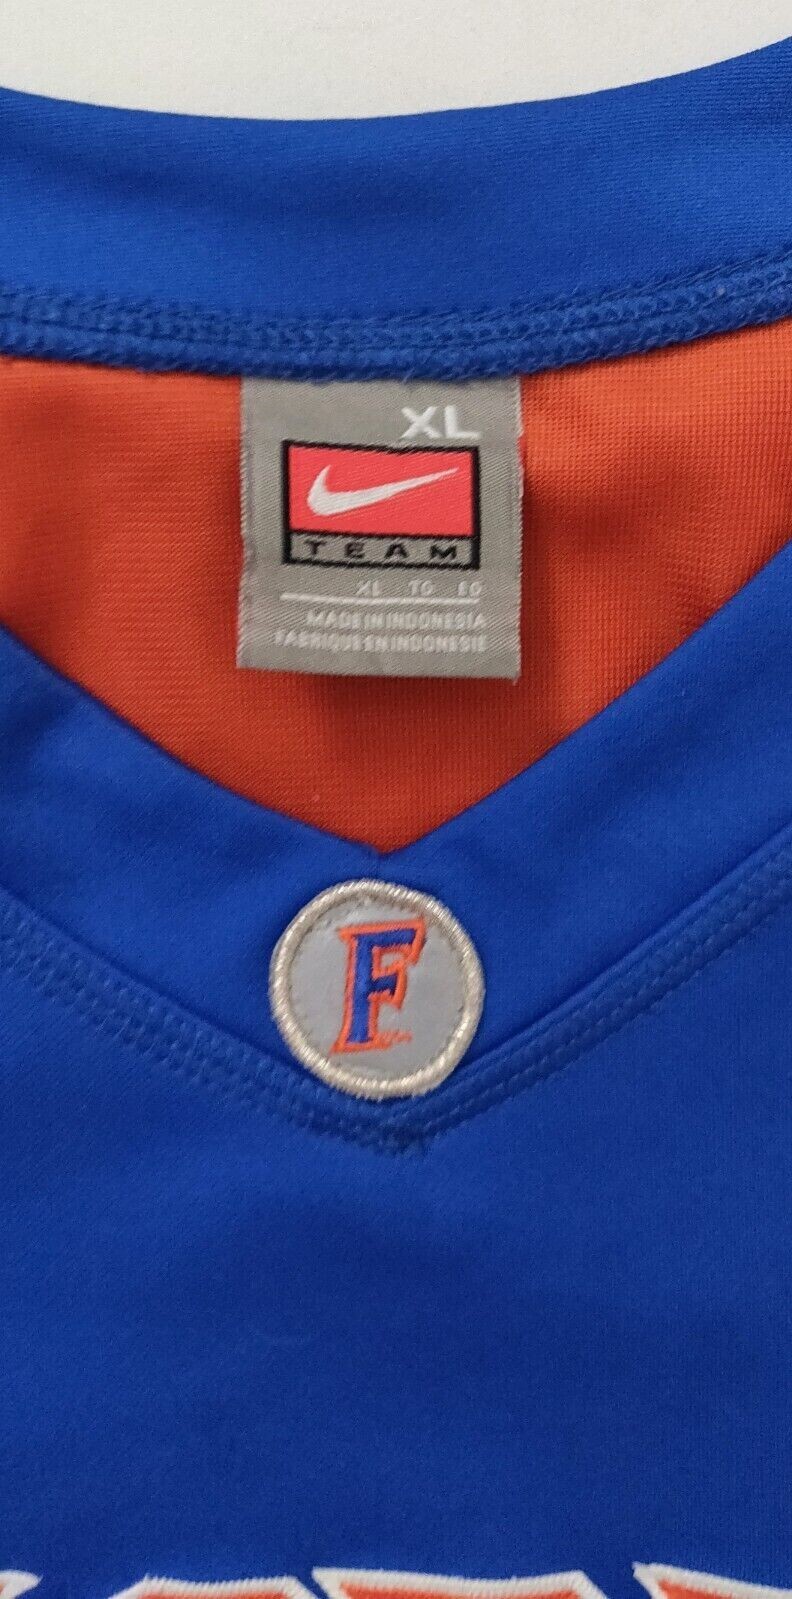 XL
TEAM
XL TG EG
MADE IN INDONESIA
FABRIQUE EN INDONESIE
F